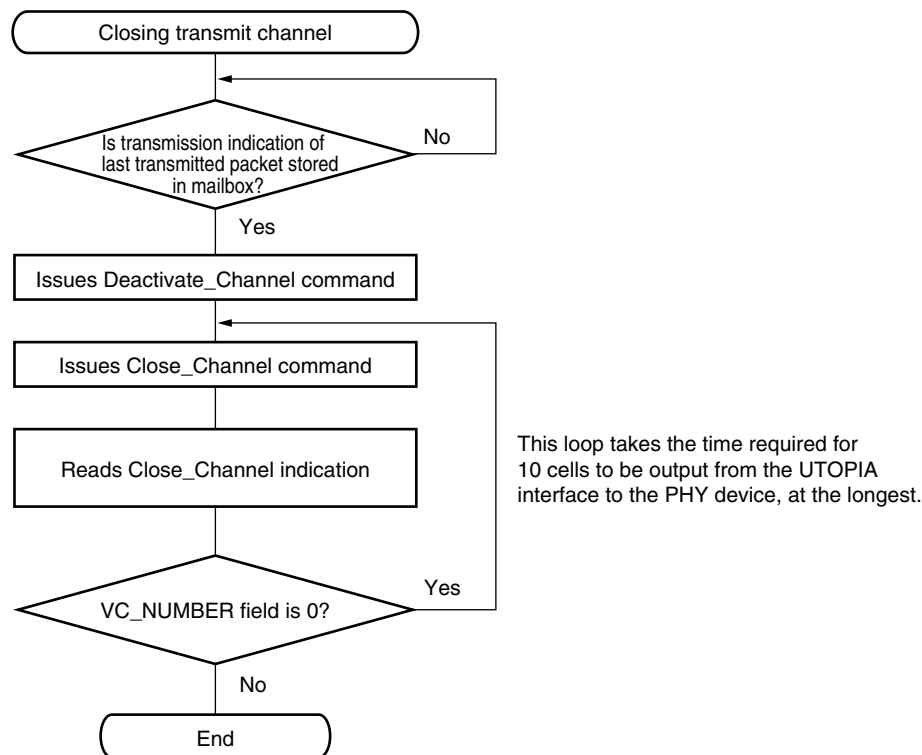 Closing transmit channel
No
Is transmission indication of
last transmitted packet stored
in mailbox?
Yes
Issues Deactivate_Channel command
Issues Close_Channel command
Reads Close_Channel indication
This loop takes the time required for
10 cells to be output from the UTOPIA
interface to the PHY device, at the longest.
Yes
VC_NUMBER field is 0?
No
End